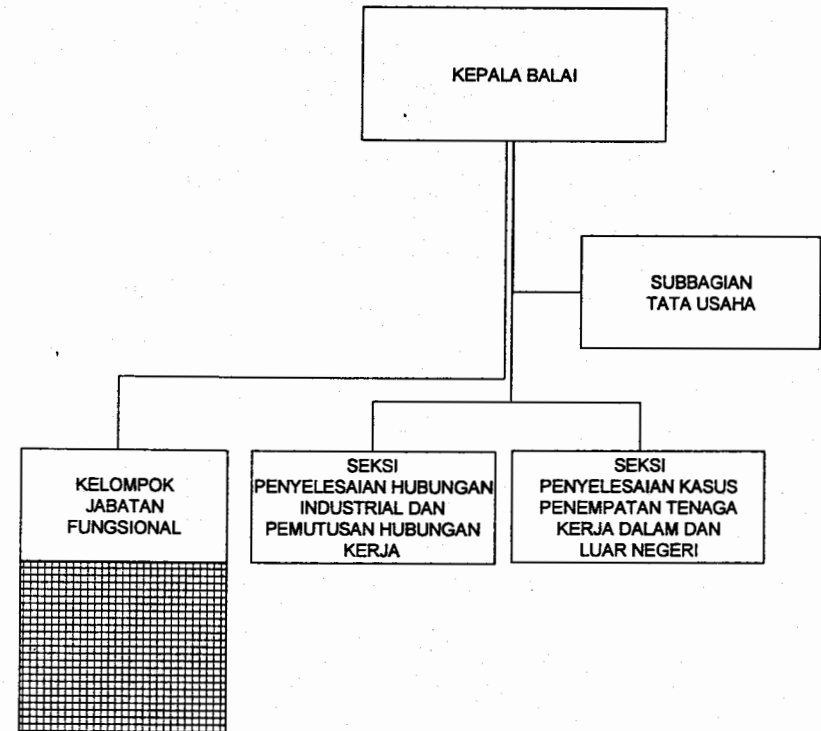 KEPALA BALAI
SUBBAGIAN
TATA USAHA
KELOMPOK
JABATAN
FUNGSIONAL
SEKSI
PENYELESAIAN HUBUNGAN
INDUSTRIAL DAN
PEMUTUSAN HUBUNGAN
KERJA
SEKSI
PENYELESAIAN KASUS
PENEMPATAN TENAGA
KERJA DALAM DAN
LUAR NEGERI